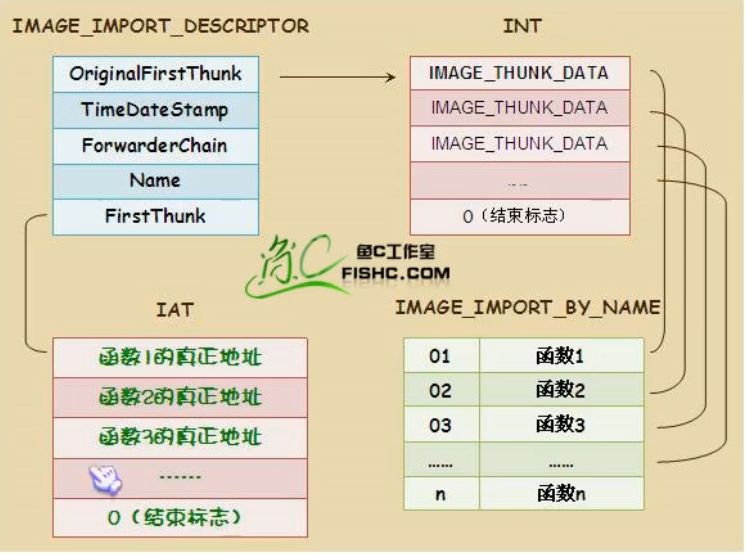 IMAGE_IMPORT_DESCRIPTOR
OriginalFirstThunk
TimeDateStamp
ForwarderChain
Name
FirstThunk
INT
IMAGE_THUNK_DATA
IMAGE_THUNK_DATA
IMAGE_THUNK_DATA
......
0（结束标志）
鱼C
鱼C工作室
FISHC.COM
IAT
函数1的真正地址
函数2的真正地址
函数3的真正地址
······
0（结束标志）
IMAGE_IMPORT_BY_NAME
01 函数1
02 函数2
03 函数3
...... ......
n 函数n